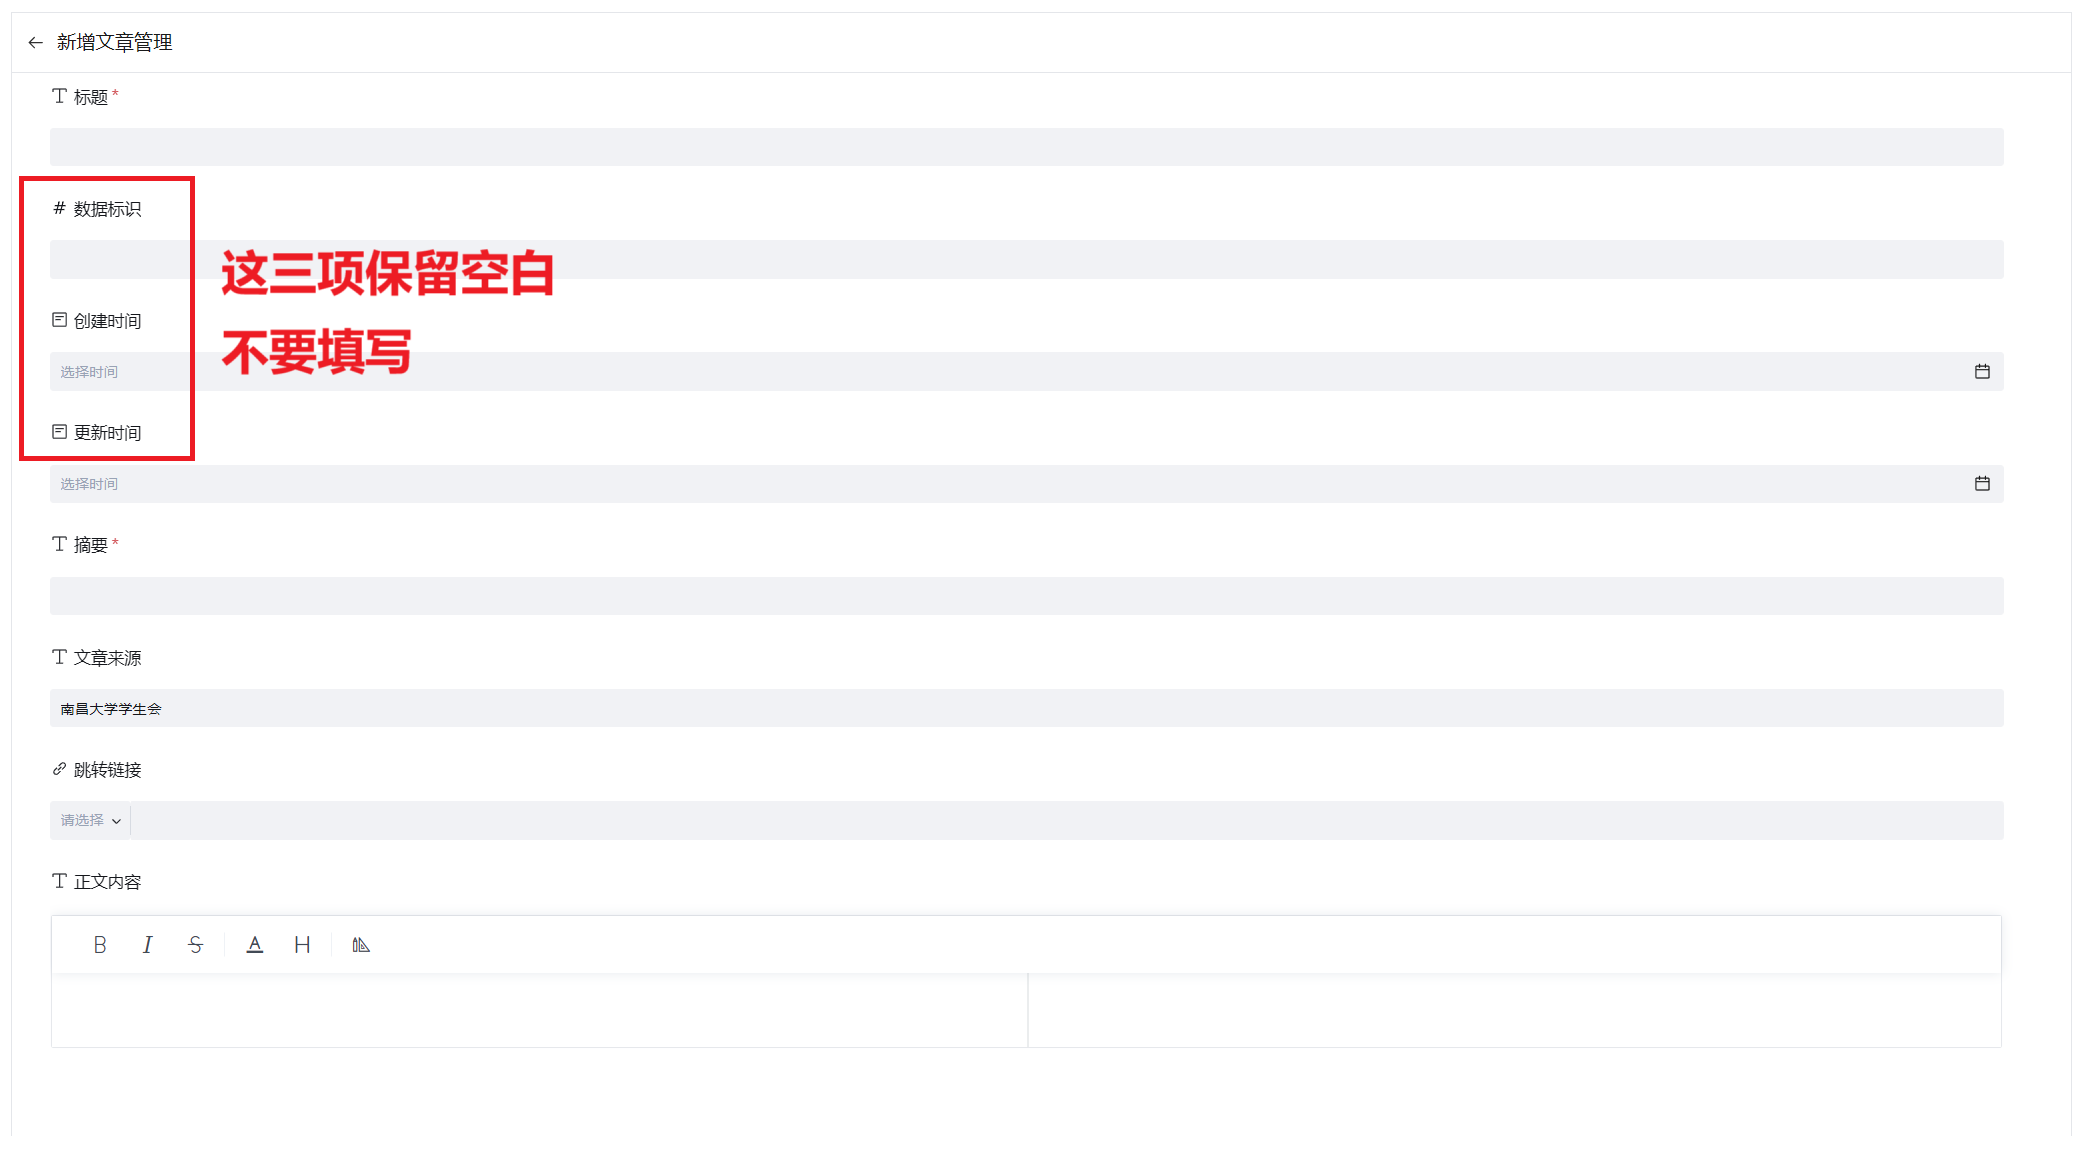 新增文章管理
标题 *
# 数据标识
这三项保留空白
创建时间
不要填写
选择时间
更新时间
选择时间
摘要 *
文章来源
南昌大学学生会
跳转链接
请选择
正文内容
B I S A H